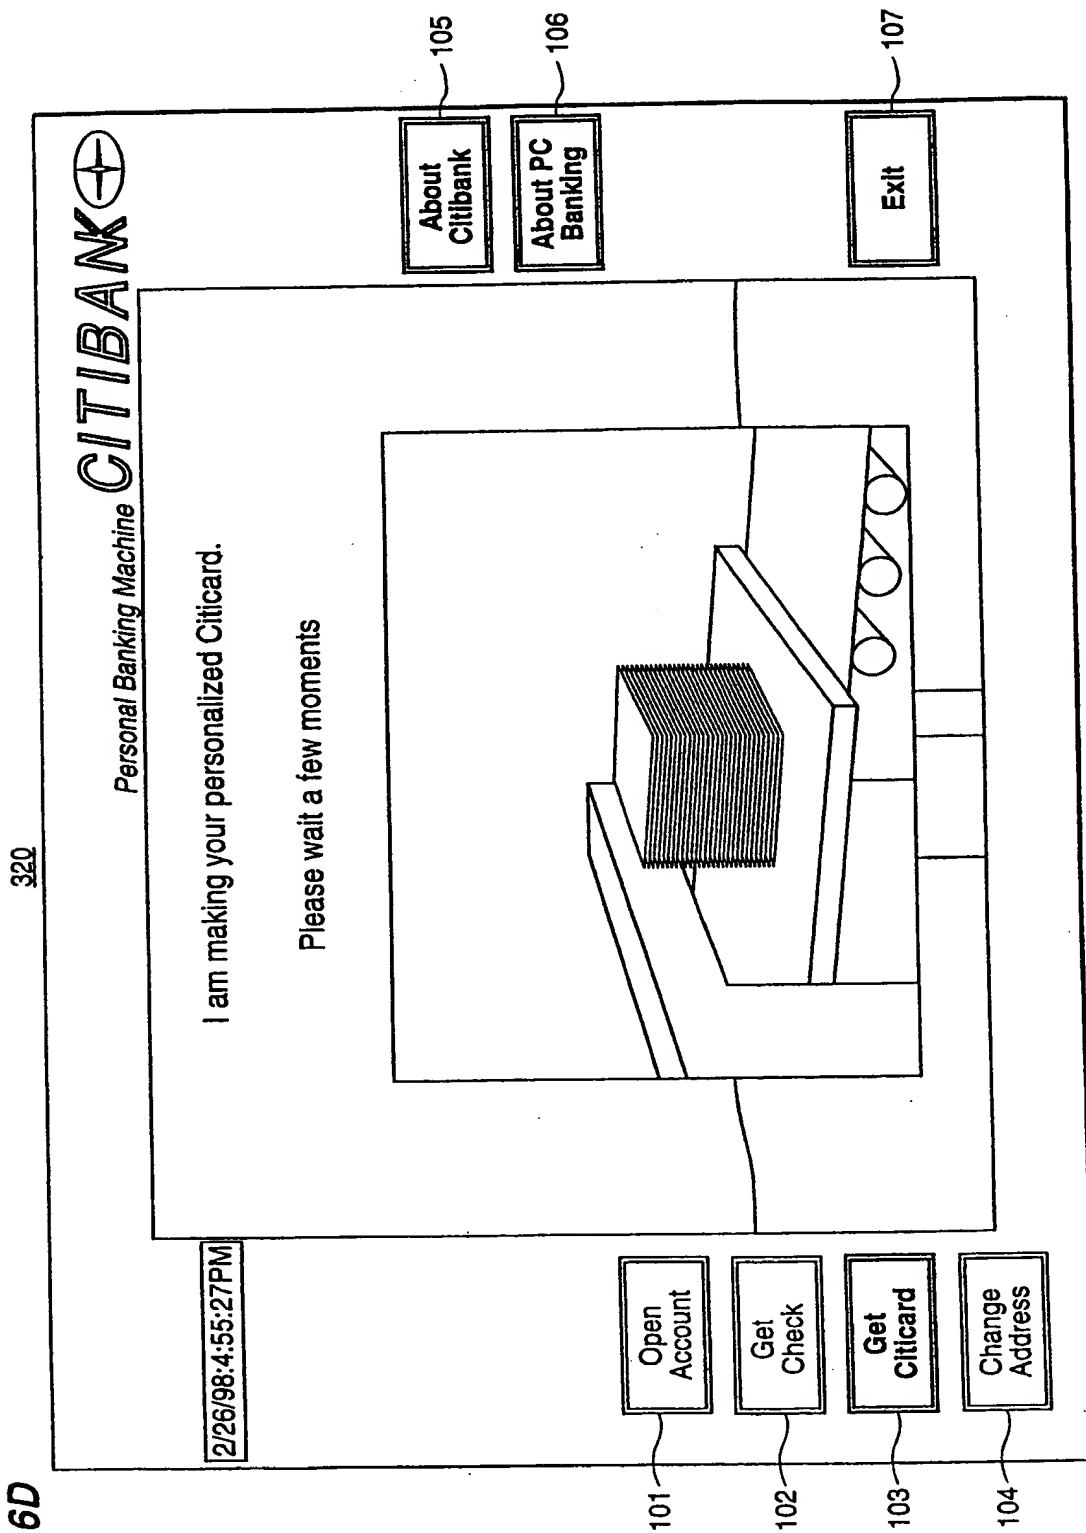 6D
320
Personal Banking Machine CITIBANK
2/26/98:4:55:27PM
I am making your personalized Citicard.
Please wait a few moments
101
Open
Account
102
Get
Check
103
Get
Citicard
104
Change
Address
About
Citibank
105
About PC
Banking
106
Exit
107